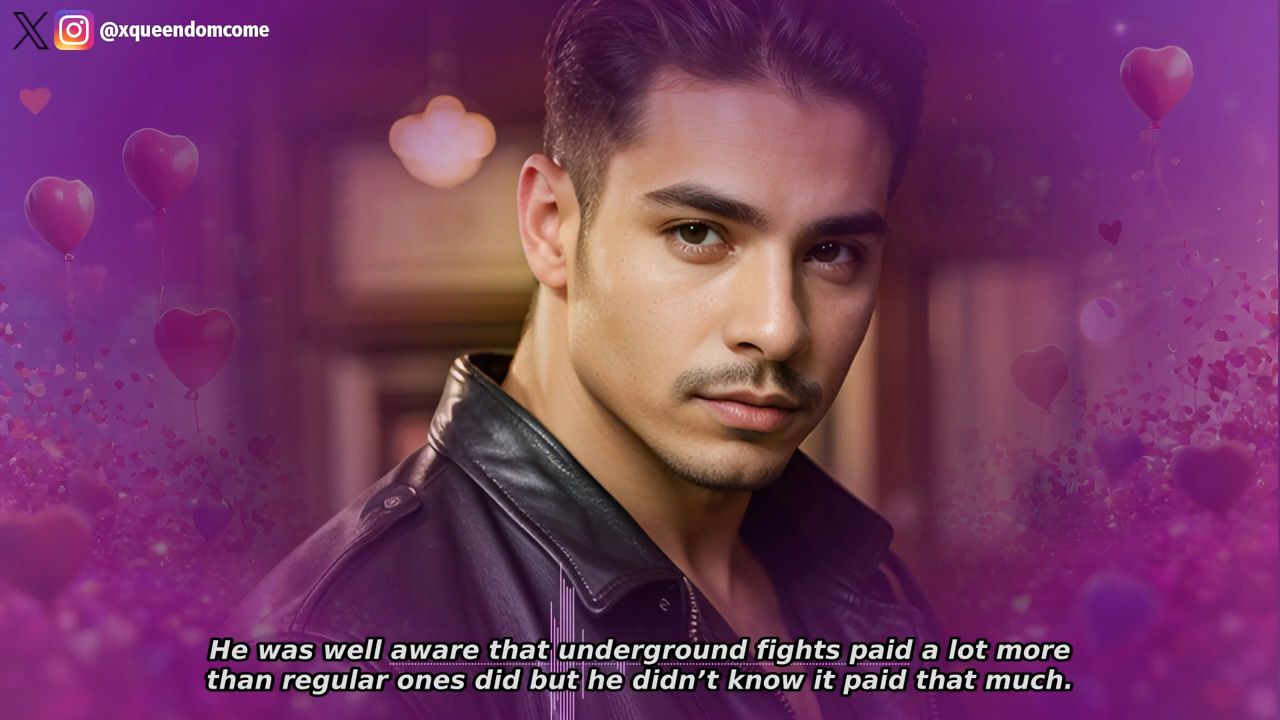 @xqueendomcome
He was well aware that underground fights paid a lot more
than regular ones did but he didn’t know it paid that much.